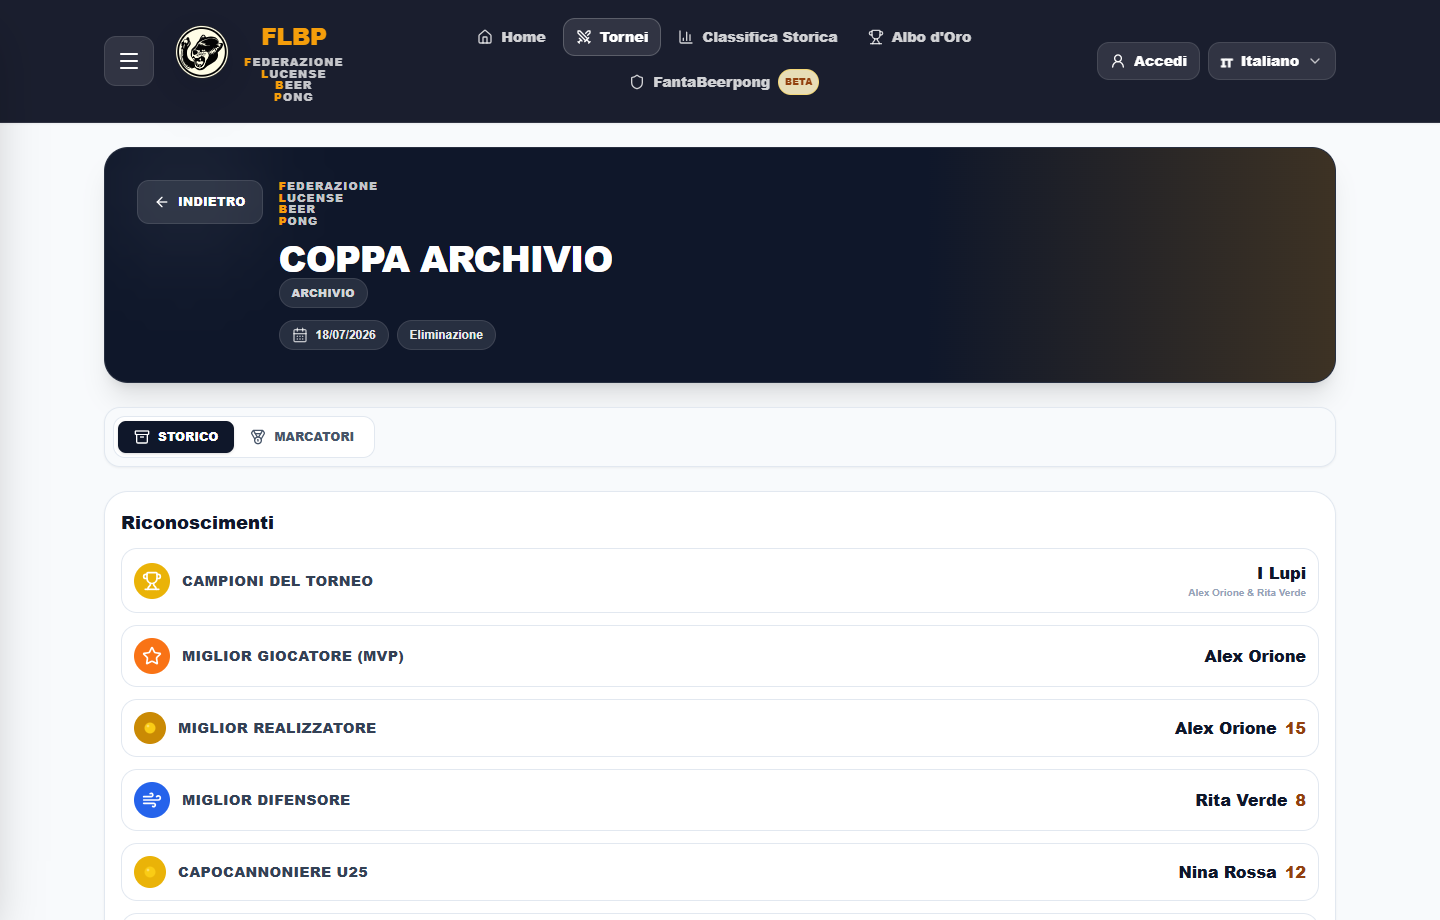 FLBP
FEDERAZIONE
LUCENSE
BEER
PONG
Home
Tornei
Classifica Storica
Albo d'Oro
FantaBeerpong BETA
Accedi
IT Italiano
INDIETRO
FEDERAZIONE
LUCENSE
BEER
PONG
COPPA ARCHIVIO
ARCHIVIO
18/07/2026
Eliminazione
STORICO
MARCATORI
Riconoscimenti
CAMPIONI DEL TORNEO
I Lupi
Alex Orione & Rita Verde
MIGLIOR GIOCATORE (MVP)
Alex Orione
MIGLIOR REALIZZATORE
Alex Orione 15
MIGLIOR DIFENSORE
Rita Verde 8
CAPOCANNONIERE U25
Nina Rossa 12